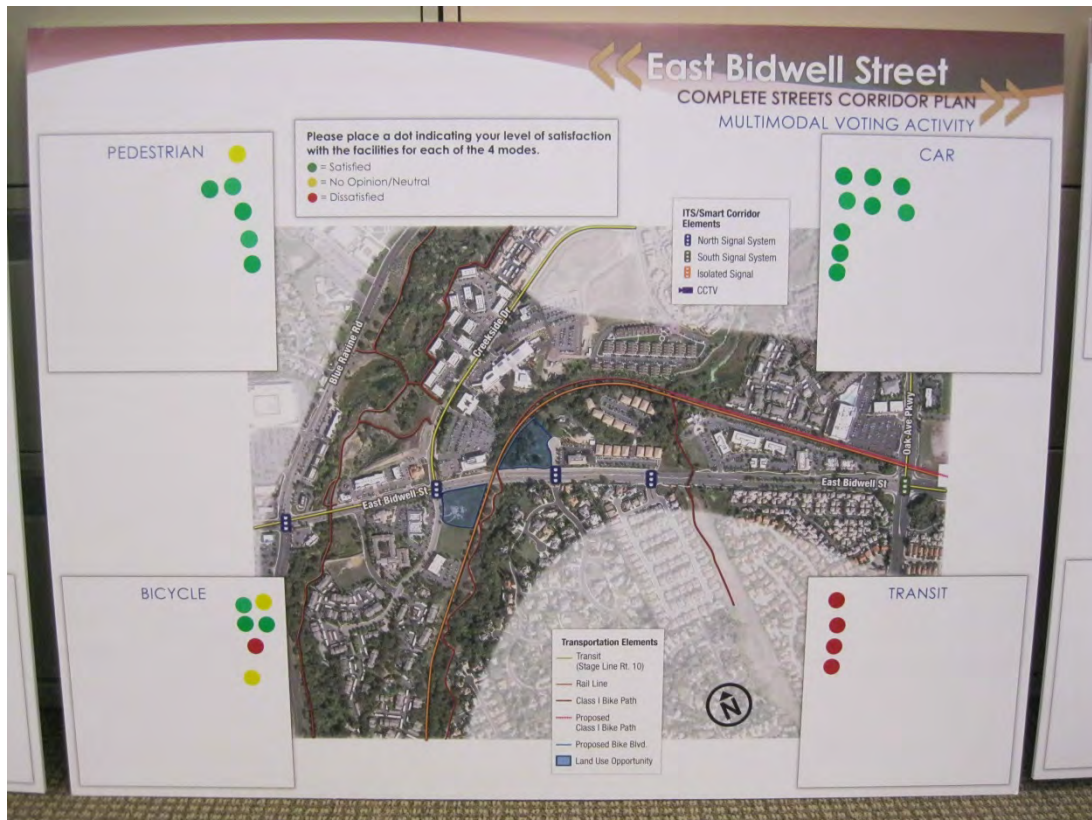 East Bidwell Street
COMPLETE STREETS CORRIDOR PLAN
MULTIMODAL VOTING ACTIVITY
PEDESTRIAN
Please place a dot indicating your level of satisfaction
with the facilities for each of the 4 modes.
= Satisfied
= No Opinion/Neutral
= Dissatisfied
CAR
ITS/Smart Corridor
Elements
North Signal System
South Signal System
Isolated Signal
CCTV
Blue Ravine Rd
Creekside Dr
Oak Ave Pkwy
East Bidwell St
East Bidwell St
BICYCLE
TRANSIT
Transportation Elements
Transit
(Stage Line Rt. 10)
Rail Line
Class I Bike Path
Proposed
Class I Bike Path
Proposed Bike Blvd.
Land Use Opportunity
N